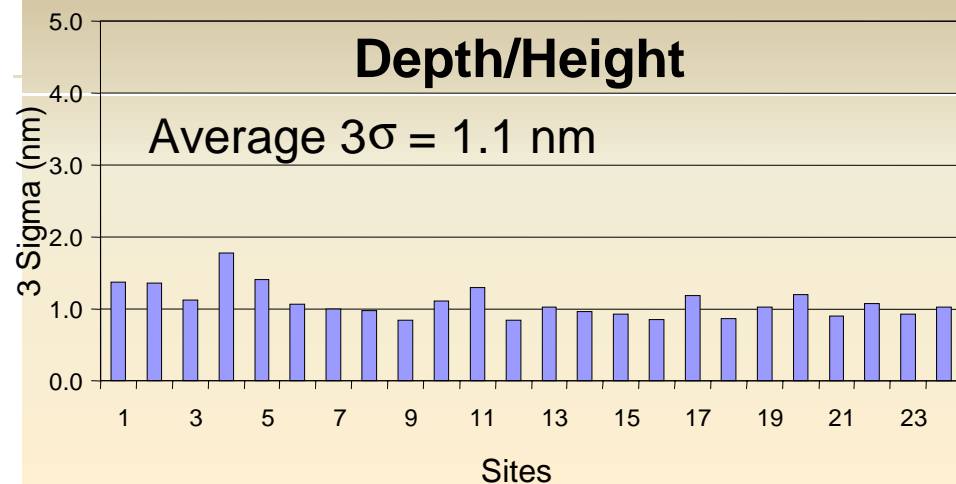 Depth/Height
Average 3σ = 1.1 nm
3 Sigma (nm)
5.0
4.0
3.0
2.0
1.0
0.0
1 3 5 7 9 11 13 15 17 19 21 23
Sites